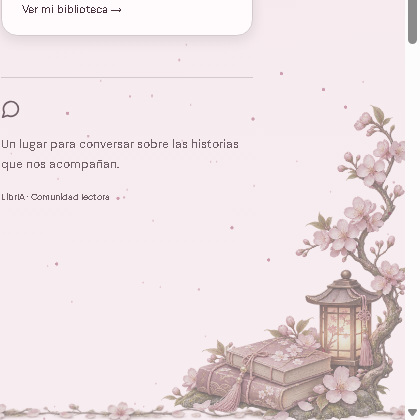 Ver mi biblioteca →
Un lugar para conversar sobre las historias
que nos acompañan.
LibrIA · Comunidad lectora